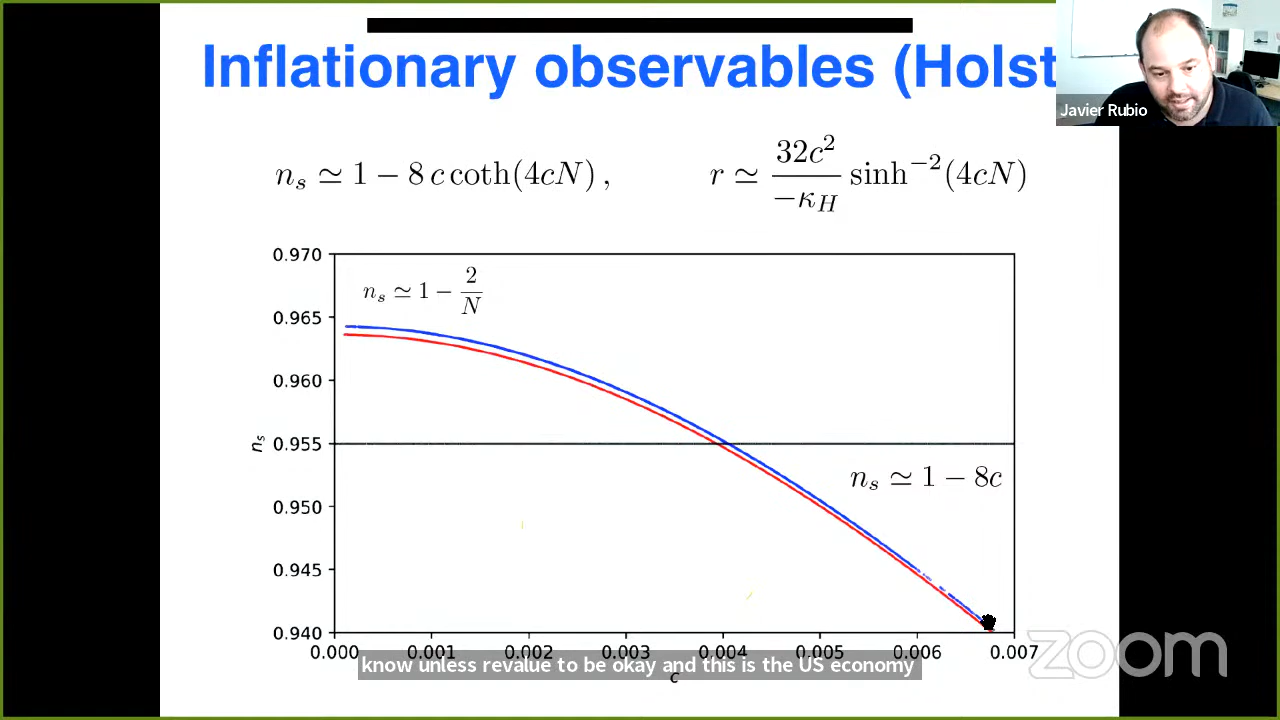 Inflationary observables (Holst
Javier Rubio
n_s ≃ 1 − 8 c coth(4cN) ,
r ≃ 32c² / −κ_H sinh⁻²(4cN)
n_s ≃ 1 − 2/N
n_s ≃ 1 − 8c
n_s
0.970
0.965
0.960
0.955
0.950
0.945
0.940
0.000 0.001 0.002 0.003 0.004 0.005 0.006 0.007
c
know unless revalue to be okay and this is the US economy
zoom